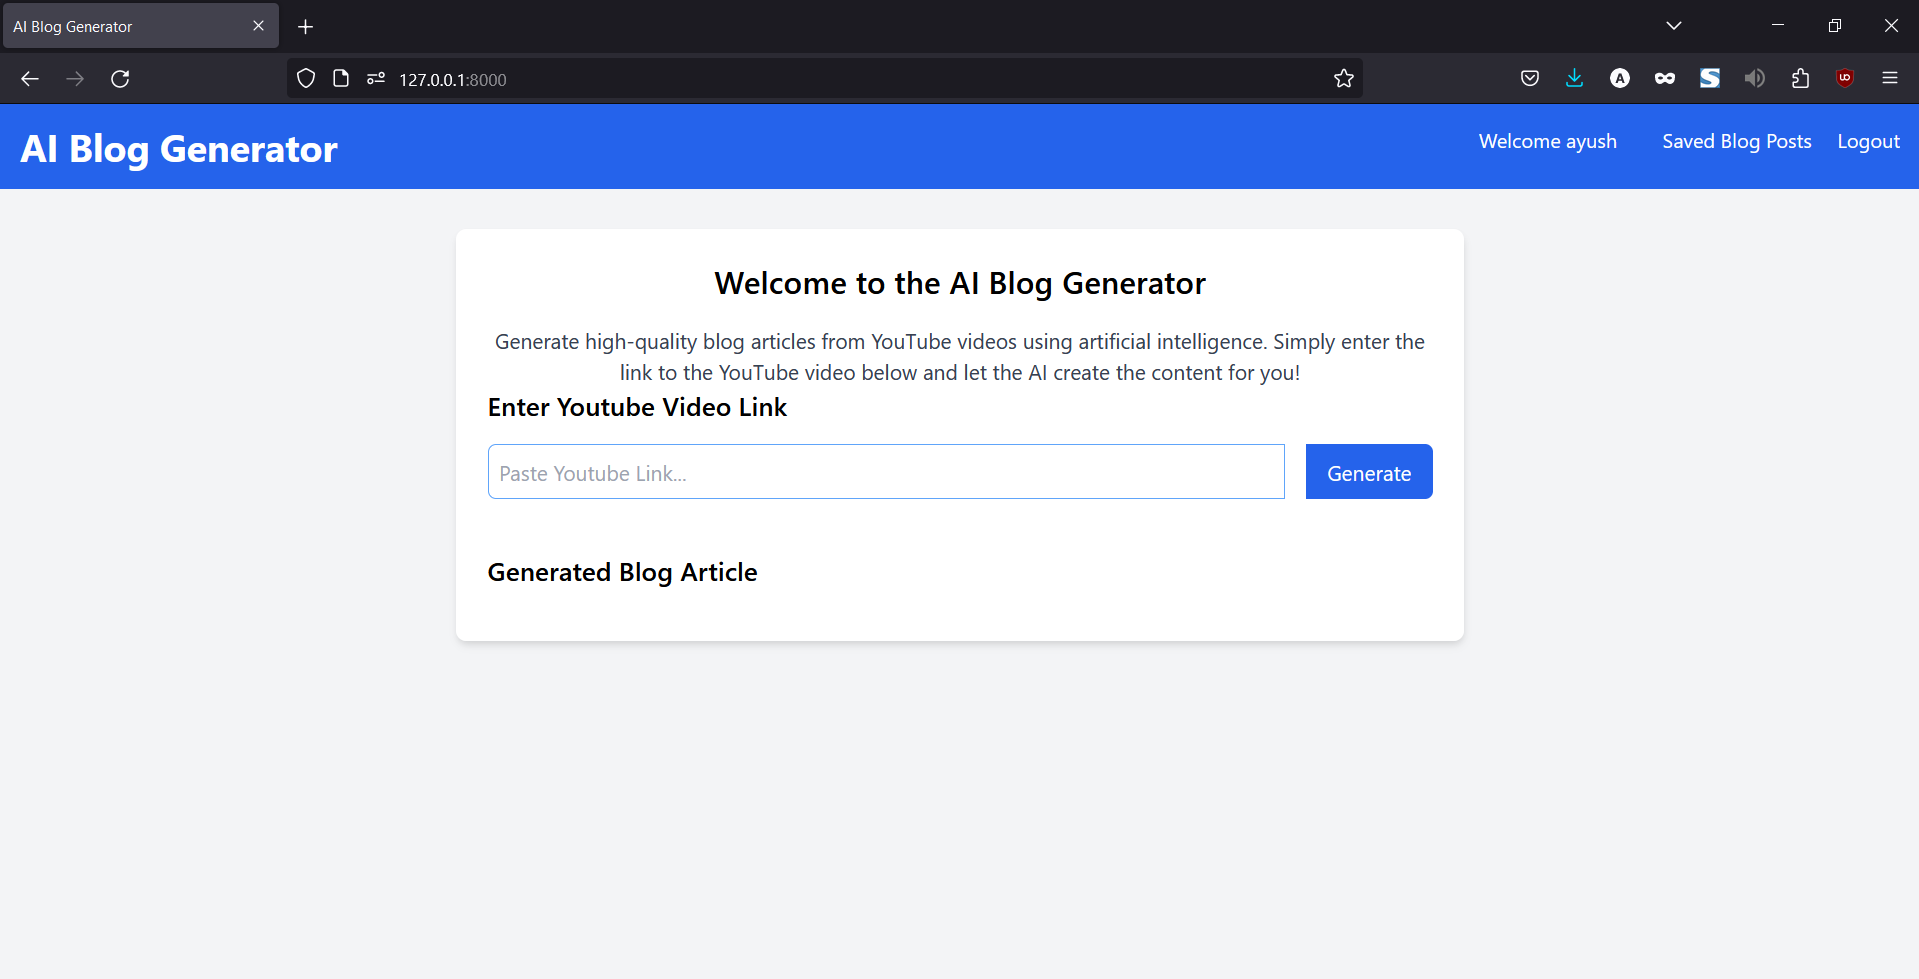 AI Blog Generator
127.0.0.1:8000
AI Blog Generator
Welcome ayush
Saved Blog Posts
Logout
Welcome to the AI Blog Generator
Generate high-quality blog articles from YouTube videos using artificial intelligence. Simply enter the
link to the YouTube video below and let the AI create the content for you!
Enter Youtube Video Link
Paste Youtube Link...
Generate
Generated Blog Article